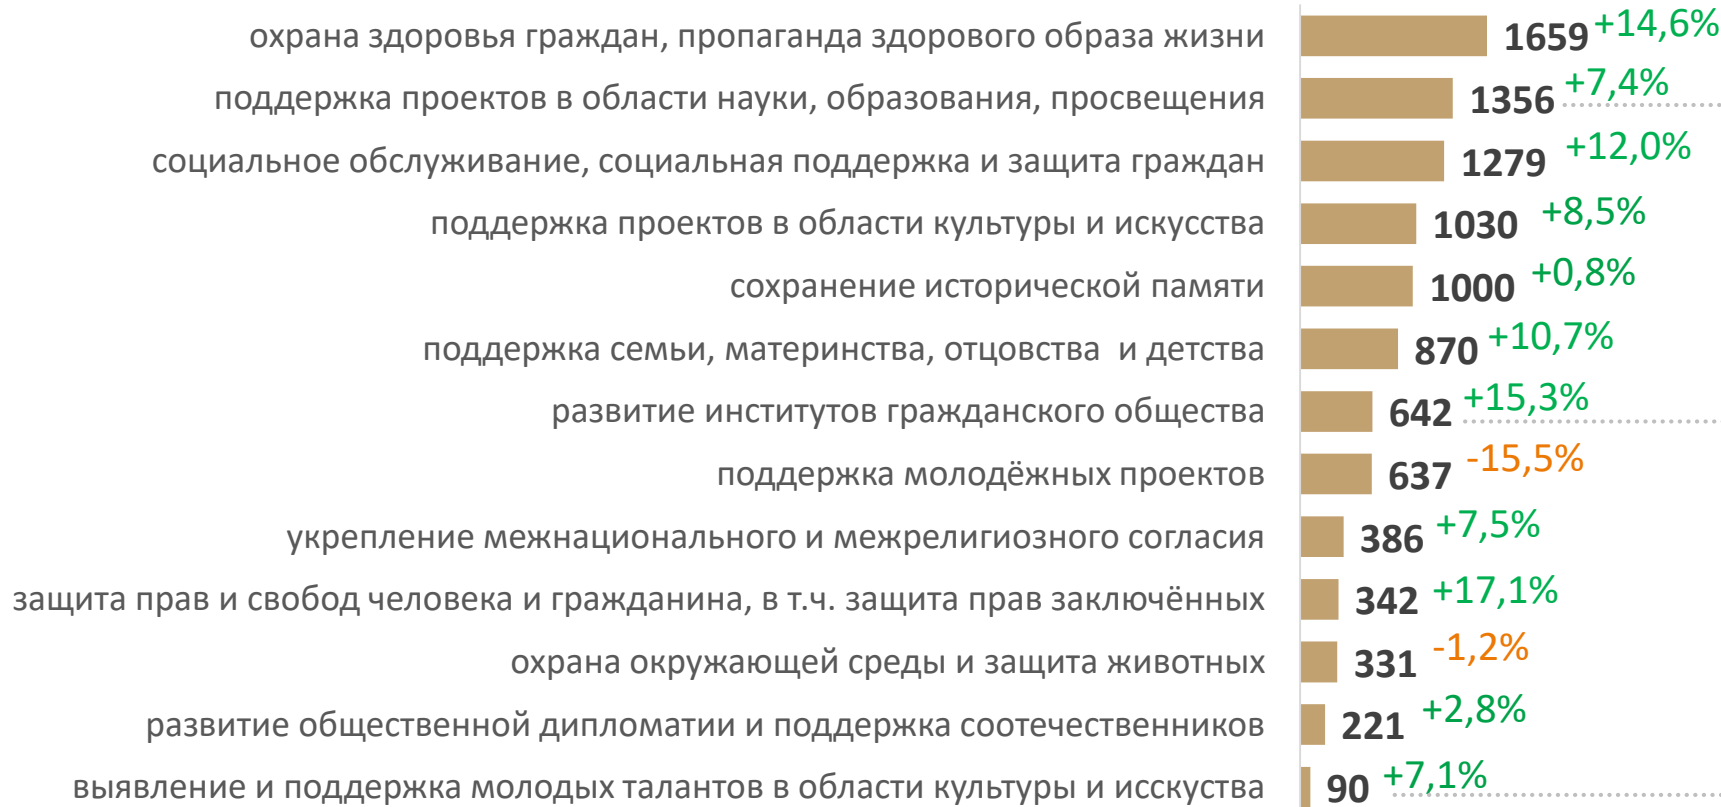 охрана здоровья граждан, пропаганда здорового образа жизни 1659 +14,6%
поддержка проектов в области науки, образования, просвещения 1356 +7,4%
социальное обслуживание, социальная поддержка и защита граждан 1279 +12,0%
поддержка проектов в области культуры и искусства 1030 +8,5%
сохранение исторической памяти 1000 +0,8%
поддержка семьи, материнства, отцовства и детства 870 +10,7%
развитие институтов гражданского общества 642 +15,3%
поддержка молодёжных проектов 637 -15,5%
укрепление межнационального и межрелигиозного согласия 386 +7,5%
защита прав и свобод человека и гражданина, в т.ч. защита прав заключённых 342 +17,1%
охрана окружающей среды и защита животных 331 -1,2%
развитие общественной дипломатии и поддержка соотечественников 221 +2,8%
выявление и поддержка молодых талантов в области культуры и исскуства 90 +7,1%